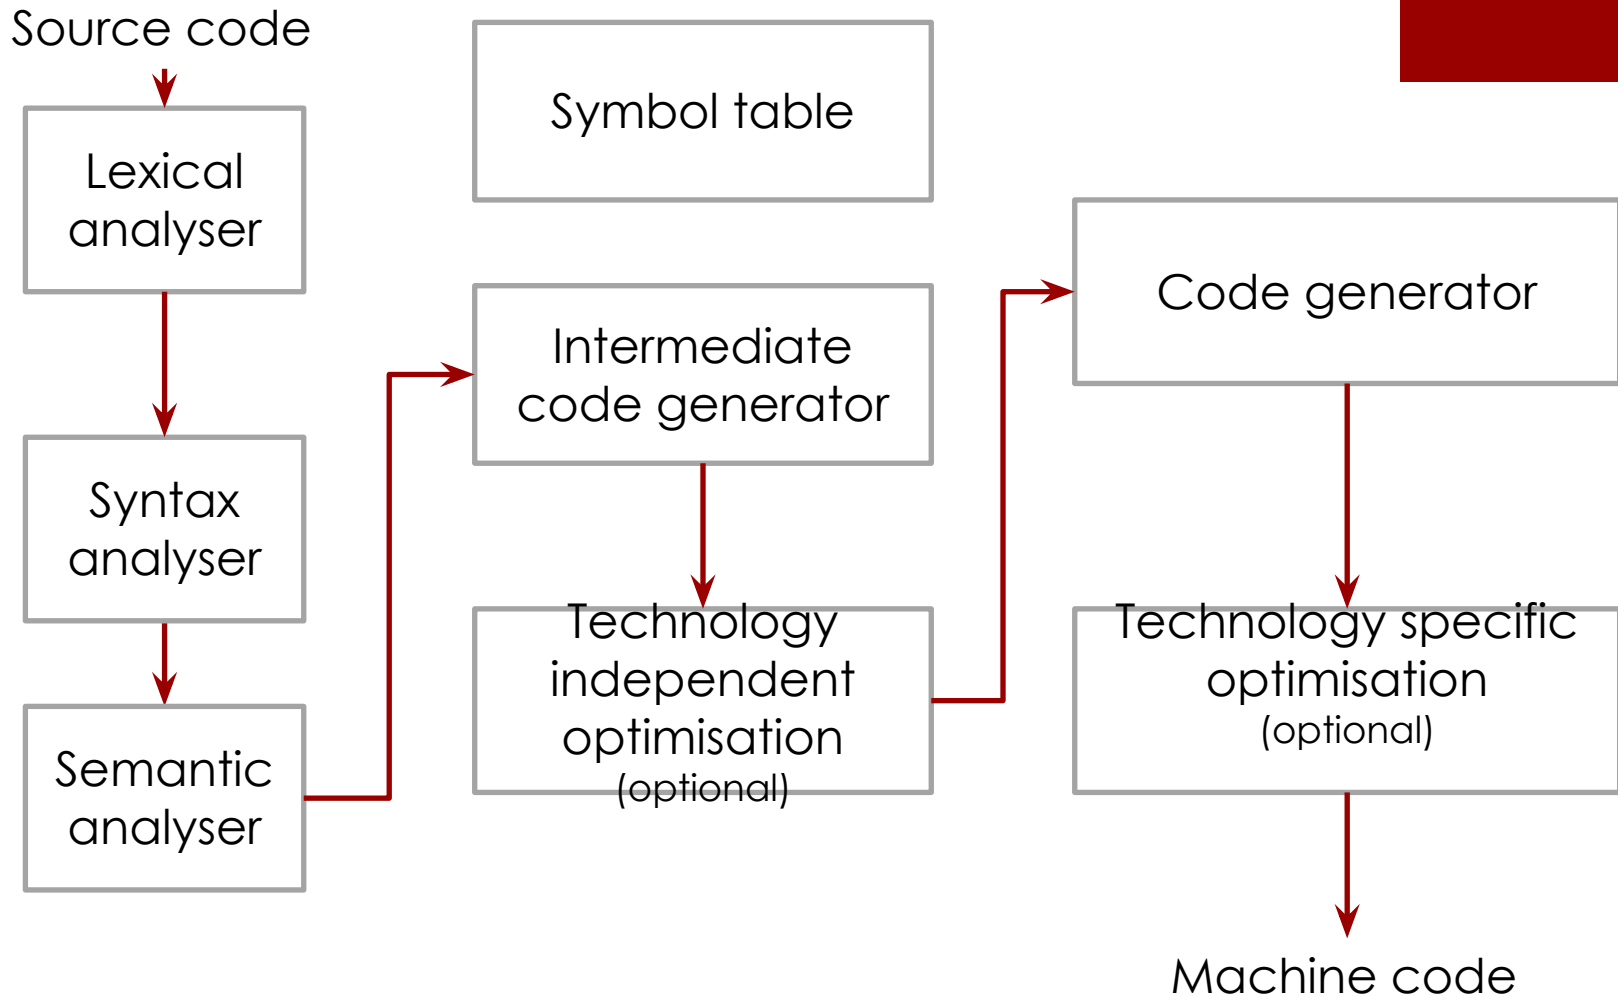 Source code
Lexical
analyser
Syntax
analyser
Semantic
analyser
Symbol table
Intermediate
code generator
Technology
independent
optimisation
(optional)
Code generator
Technology specific
optimisation
(optional)
Machine code